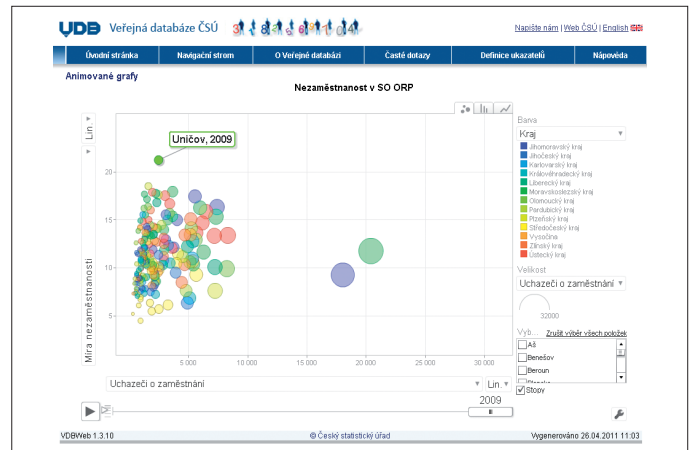 VDB Veřejná databáze ČSÚ
Napište nám | Web ČSÚ | English
Úvodní stránka Navigační strom O Veřejné databázi Časté dotazy Definice ukazatelů Nápověda
Animované grafy
Nezaměstnanost v SO ORP
Lin.
Míra nezaměstnanosti
Uničov, 2009
20
15
10
5
5 000 10 000 15 000 20 000 25 000 30 000
Uchazeči o zaměstnání Lin.
2009
Barva
Kraj
Jihomoravský kraj
Jihočeský kraj
Karlovarský kraj
Královéhradecký kraj
Liberecký kraj
Moravskoslezský kraj
Olomoucký kraj
Pardubický kraj
Plzeňský kraj
Středočeský kraj
Vysočina
Zlínský kraj
Ústecký kraj
Velikost
Uchazeči o zaměstnání
32000
Výb... Zrušit výběr všech položek
Aš
Benešov
Beroun
Stopy
VDBWeb 1.3.10 © Český statistický úřad Vygenerováno 26.04.2011 11:03